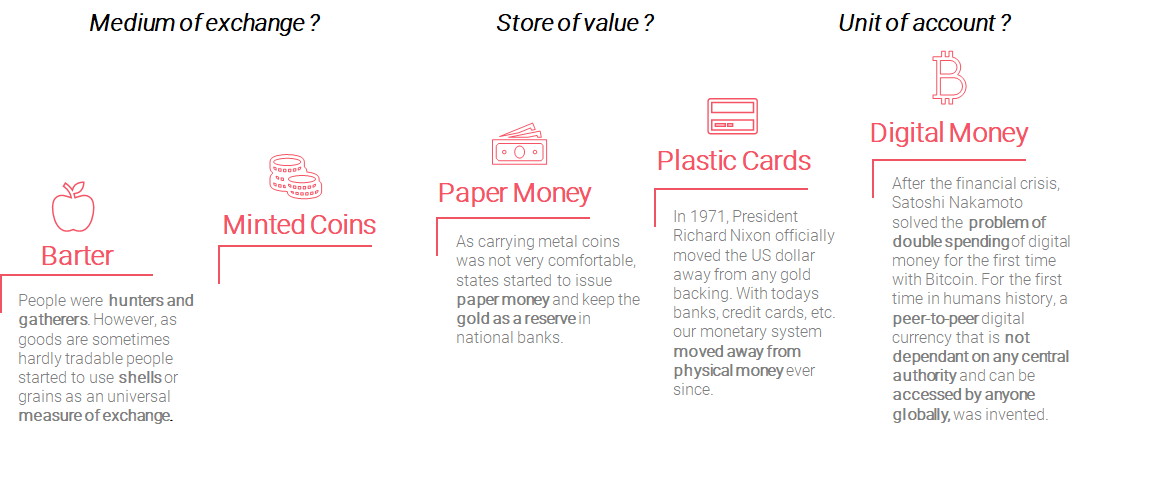 Medium of exchange ?
Store of value ?
Unit of account ?
Barter
People were hunters and
gatherers. However, as
goods are sometimes
hardly tradable people
started to use shells or
grains as an universal
measure of exchange.
Minted Coins
Paper Money
As carrying metal coins
was not very comfortable,
states started to issue
paper money and keep the
gold as a reserve in
national banks.
Plastic Cards
In 1971, President
Richard Nixon officially
moved the US dollar
away from any gold
backing. With todays
banks, credit cards, etc.
our monetary system
moved away from
physical money ever
since.
Digital Money
After the financial crisis,
Satoshi Nakamoto
solved the problem of
double spending of digital
money for the first time
with Bitcoin. For the first
time in humans history, a
peer-to-peer digital
currency that is not
dependant on any central
authority and can be
accessed by anyone
globally, was invented.